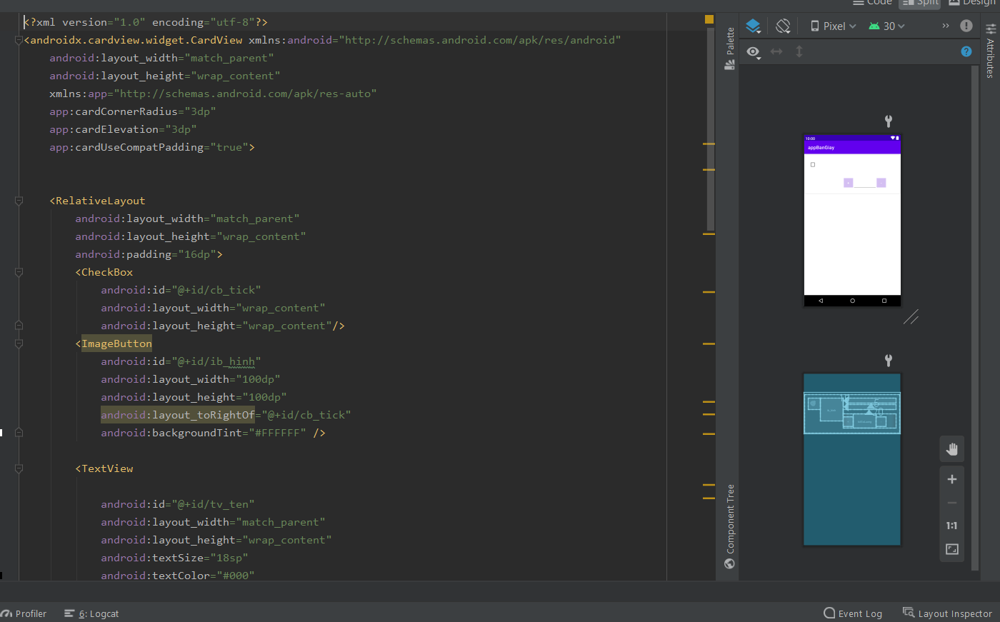 Code Split Design
<?xml version="1.0" encoding="utf-8"?>
<androidx.cardview.widget.CardView xmlns:android="http://schemas.android.com/apk/res/android"
android:layout_width="match_parent"
android:layout_height="wrap_content"
xmlns:app="http://schemas.android.com/apk/res-auto"
app:cardCornerRadius="3dp"
app:cardElevation="3dp"
app:cardUseCompatPadding="true">
<RelativeLayout
android:layout_width="match_parent"
android:layout_height="wrap_content"
android:padding="16dp">
<CheckBox
android:id="@+id/cb_tick"
android:layout_width="wrap_content"
android:layout_height="wrap_content"/>
<ImageButton
android:id="@+id/ib_hinh"
android:layout_width="100dp"
android:layout_height="100dp"
android:layout_toRightOf="@+id/cb_tick"
android:backgroundTint="#FFFFFF" />
<TextView
android:id="@+id/tv_ten"
android:layout_width="match_parent"
android:layout_height="wrap_content"
android:textSize="18sp"
android:textColor="#000"
Palette
Component Tree
Pixel
30
Attributes
10:00
appBanGiay
1:1
Profiler
6: Logcat
Event Log
Layout Inspector